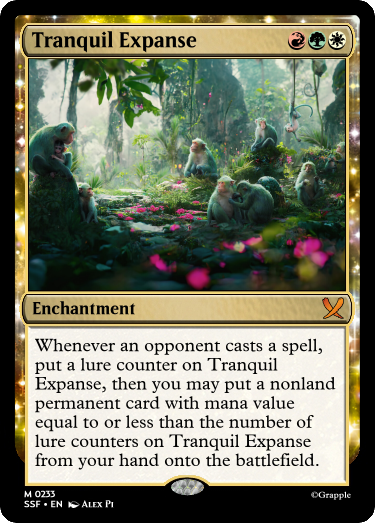 Tranquil Expanse
Enchantment
Whenever an opponent casts a spell,
put a lure counter on Tranquil
Expanse, then you may put a nonland
permanent card with mana value
equal to or less than the number of
lure counters on Tranquil Expanse
from your hand onto the battlefield.
M 0233
SSF • EN Alex Pi
©Grapple